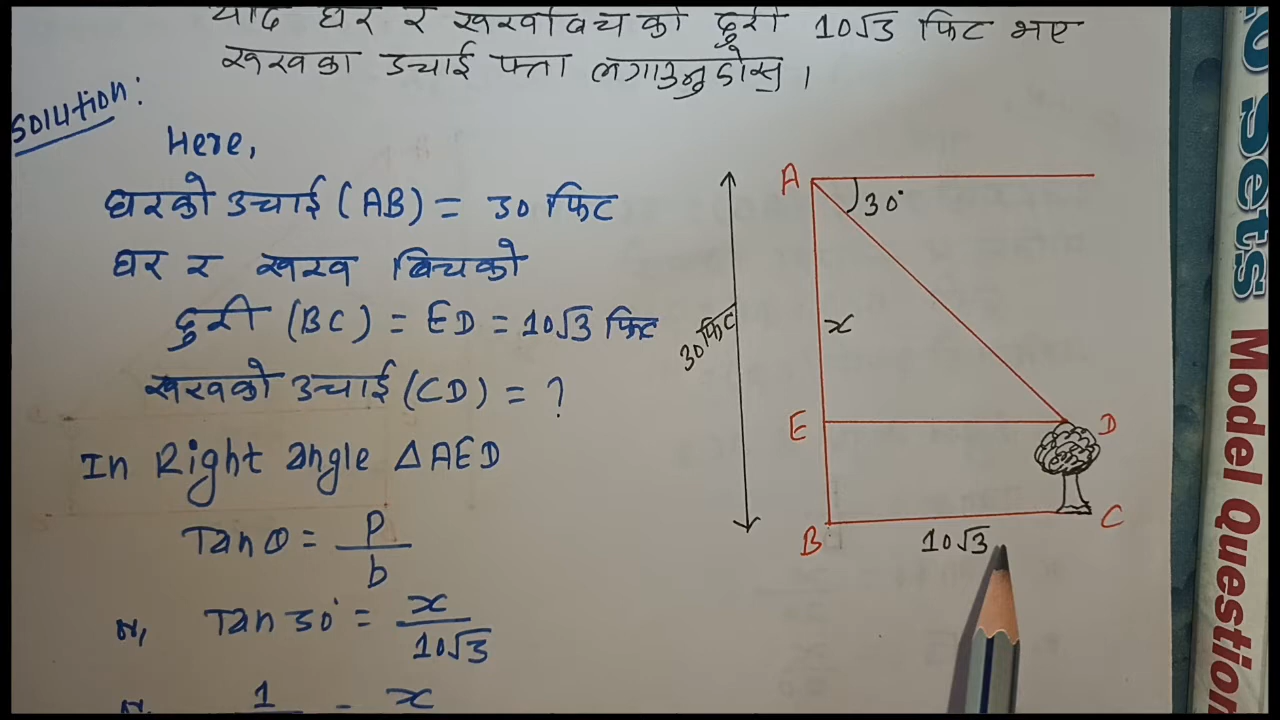 यदि घर र रूखबिचको दुरी 10√3 फिट भए
रूखको उचाई पत्ता लगाउनुहोस् ।
Solution:
Here,
घरको उचाई (AB) = 30 फिट
घर र रूख बिचको
दुरी (BC) = ED = 10√3 फिट
रूखको उचाई (CD) = ?
In Right angle △AED
Tan θ = p/b
or, Tan 30° = x/10√3
or, 1 = x
A
30°
30 फिट
x
E
D
B
C
10√3
Sets Model Question